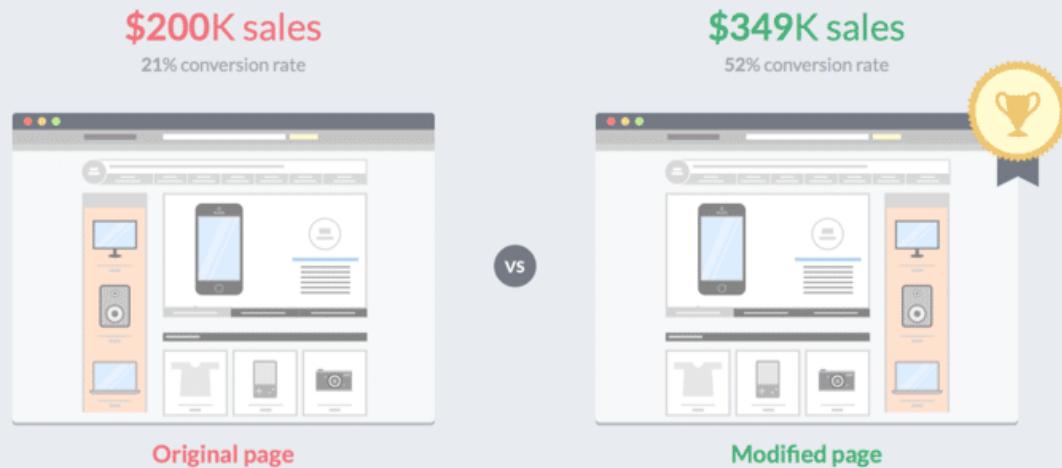 $200K sales
21% conversion rate
$349K sales
52% conversion rate
VS
Original page
Modified page